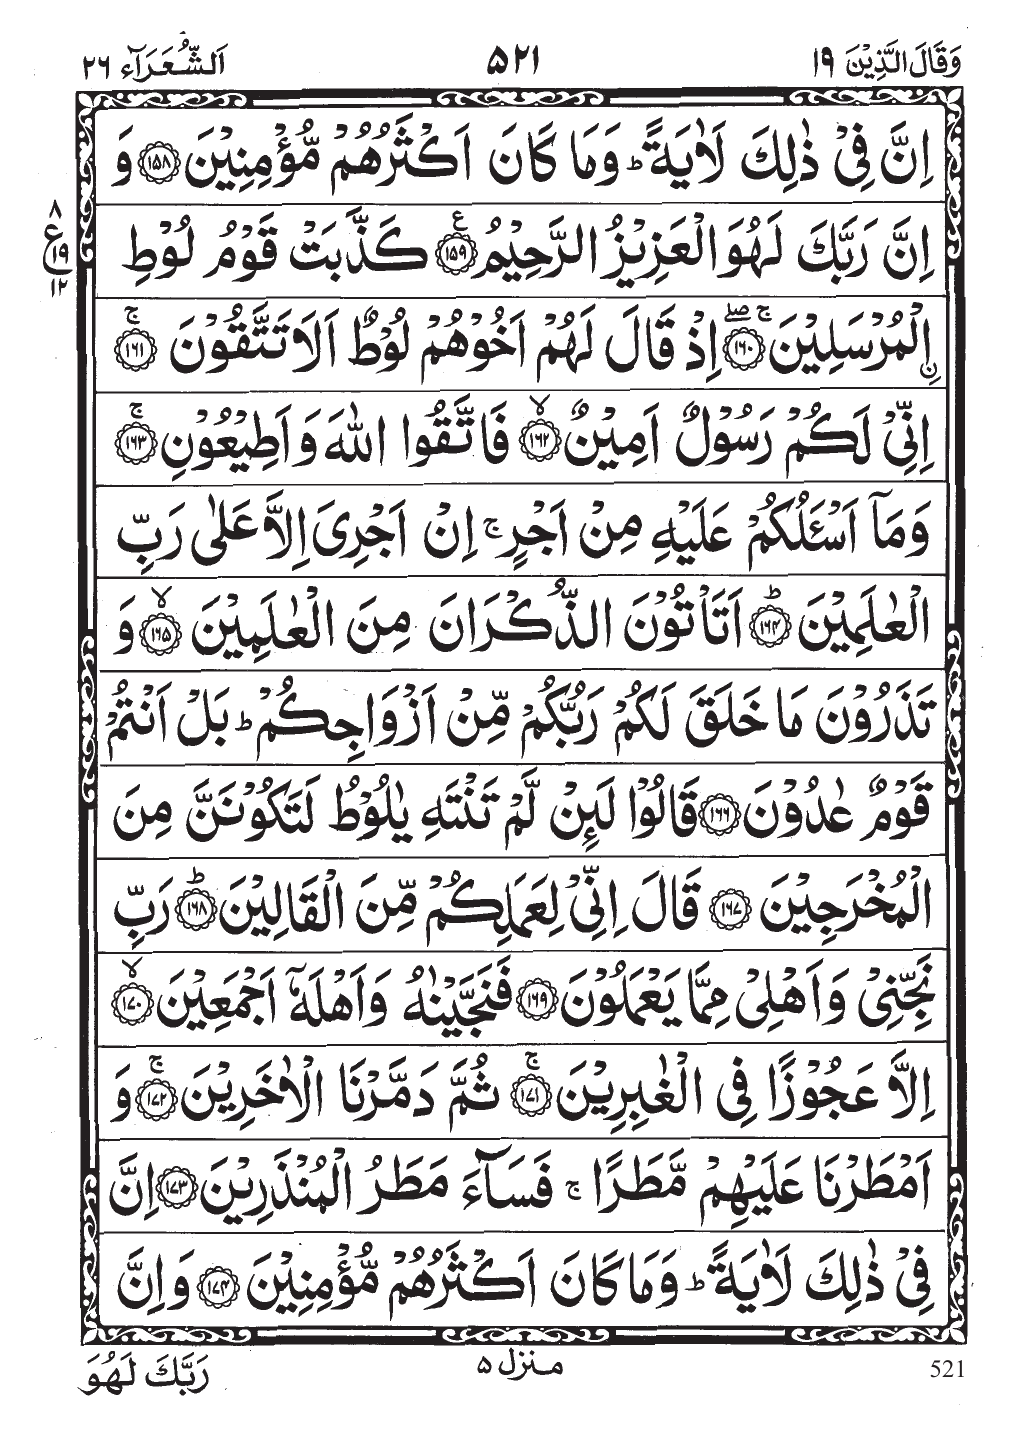 وَقَالَ الَّذِيْنَ ١٩
٥٢١
اَلشُّعَرَآء ٢٦
اِنَّ فِيْ ذٰلِكَ لَاٰيَةً ؕ وَمَا كَانَ اَكْثَرُهُمْ مُّؤْمِنِيْنَ ﴿١٥٨﴾ وَ
اِنَّ رَبَّكَ لَهُوَ الْعَزِيْزُ الرَّحِيْمُ ﴿١٥٩﴾ ع كَذَّبَتْ قَوْمُ لُوْطِ
٨
ع
١٩
١٢
اِ۟لْمُرْسَلِيْنَ ﴿١٦٠﴾ ج صلے اِذْ قَالَ لَهُمْ اَخُوْهُمْ لُوْطٌ اَلَا تَتَّقُوْنَ ﴿١٦١﴾ ج
اِنِّيْ لَكُمْ رَسُوْلٌ اَمِيْنٌ ﴿١٦٢﴾ ۙ فَاتَّقُوا اللّٰهَ وَاَطِيْعُوْنِ ﴿١٦٣﴾ ج
وَمَآ اَسْـَٔلُكُمْ عَلَيْهِ مِنْ اَجْرٍ ۚ اِنْ اَجْرِيَ اِلَّا عَلٰى رَبِّ
الْعٰلَمِيْنَ ﴿١٦٤﴾ ؕ اَتَاْتُوْنَ الذُّكْرَانَ مِنَ الْعٰلَمِيْنَ ﴿١٦٥﴾ ۙ وَ
تَذَرُوْنَ مَا خَلَقَ لَكُمْ رَبُّكُمْ مِّنْ اَزْوَاجِكُمْ ؕ بَلْ اَنْتُمْ
قَوْمٌ عٰدُوْنَ ﴿١٦٦﴾ قَالُوْا لَئِنْ لَّمْ تَنْتَهِ يٰلُوْطُ لَتَكُوْنَنَّ مِنَ
الْمُخْرَجِيْنَ ﴿١٦٧﴾ قَالَ اِنِّيْ لِعَمَلِكُمْ مِّنَ الْقَالِيْنَ ﴿١٦٨﴾ ؕ رَبِّ
نَجِّنِيْ وَاَهْلِيْ مِمَّا يَعْمَلُوْنَ ﴿١٦٩﴾ فَنَجَّيْنٰهُ وَاَهْلَهٗٓ اَجْمَعِيْنَ ﴿١٧٠﴾ ۙ
اِلَّا عَجُوْزًا فِي الْغٰبِرِيْنَ ﴿١٧١﴾ ج ثُمَّ دَمَّرْنَا الْاٰخَرِيْنَ ﴿١٧٢﴾ ج وَ
اَمْطَرْنَا عَلَيْهِمْ مَّطَرًا ۚ فَسَآءَ مَطَرُ الْمُنْذَرِيْنَ ﴿١٧٣﴾ اِنَّ
فِيْ ذٰلِكَ لَاٰيَةً ؕ وَمَا كَانَ اَكْثَرُهُمْ مُّؤْمِنِيْنَ ﴿١٧٤﴾ وَاِنَّ
رَبَّكَ لَهُوَ
منزل ٥
521